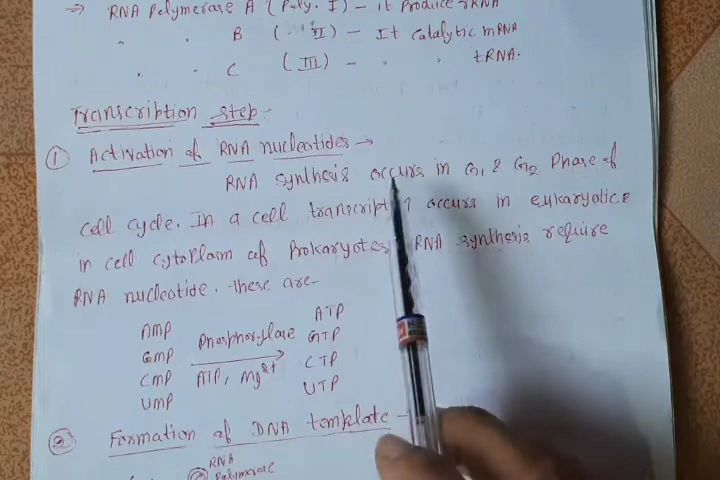 ⇒ RNA Polymerase A (Poly. I) - it Produce rRNA
" " B ( " II) - It Catalytic mRNA
" " C (III) - " tRNA.
Transcription step -
① Activation of RNA nucleotides →
RNA synthesis occurs in G1 & G2 Phase of
cell cycle. In a cell transcript occurs in eukaryotic &
in cell cytoplasm of Prokaryotes RNA synthesis require
RNA nucleotide. these are-
AMP ATP
GMP Phosphorylase GTP
CMP ATP, Mg2+ CTP
UMP UTP
② Formation of DNA template -
RNA
Polymerase